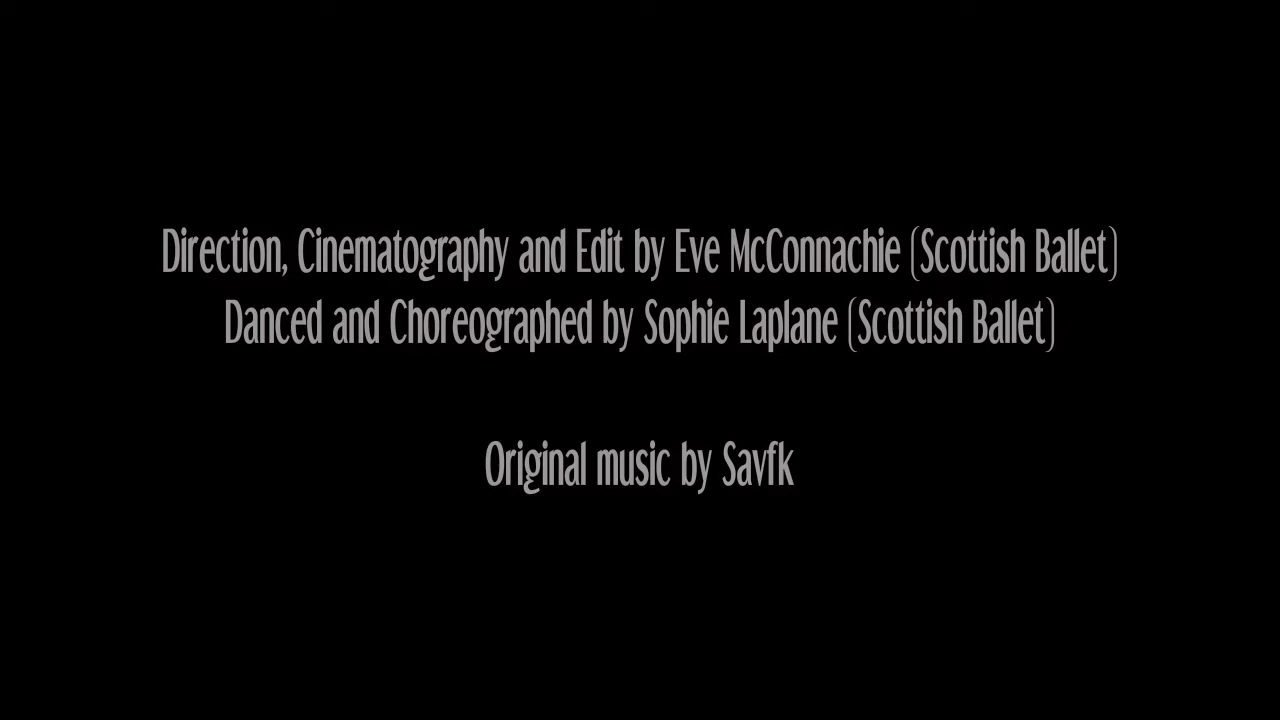 Direction, Cinematography and Edit by Eve McConnachie (Scottish Ballet)
Danced and Choreographed by Sophie Laplane (Scottish Ballet)
Original music by Savfk